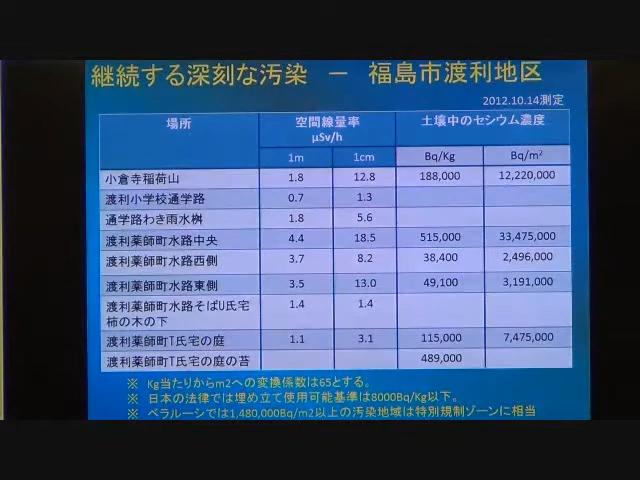 継続する深刻な汚染　－　福島市渡利地区
2012.10.14測定
場所 空間線量率 μSv/h 土壌中のセシウム濃度
1m 1cm Bq/Kg Bq/m²
小倉寺稲荷山 1.8 12.8 188,000 12,220,000
渡利小学校通学路 0.7 1.3
通学路わき雨水桝 1.8 5.6
渡利薬師町水路中央 4.4 18.5 515,000 33,475,000
渡利薬師町水路西側 3.7 8.2 38,400 2,496,000
渡利薬師町水路東側 3.5 13.0 49,100 3,191,000
渡利薬師町水路そばU氏宅 1.4 1.4
柿の木の下
渡利薬師町T氏宅の庭 1.1 3.1 115,000 7,475,000
渡利薬師町T氏宅の庭の苔 489,000
※ Kg当たりからm2への変換係数は65とする。
※ 日本の法律では埋め立て使用可能基準は8000Bq/Kg以下。
※ ベラルーシでは1,480,000Bq/m2以上の汚染地域は特別規制ゾーンに相当